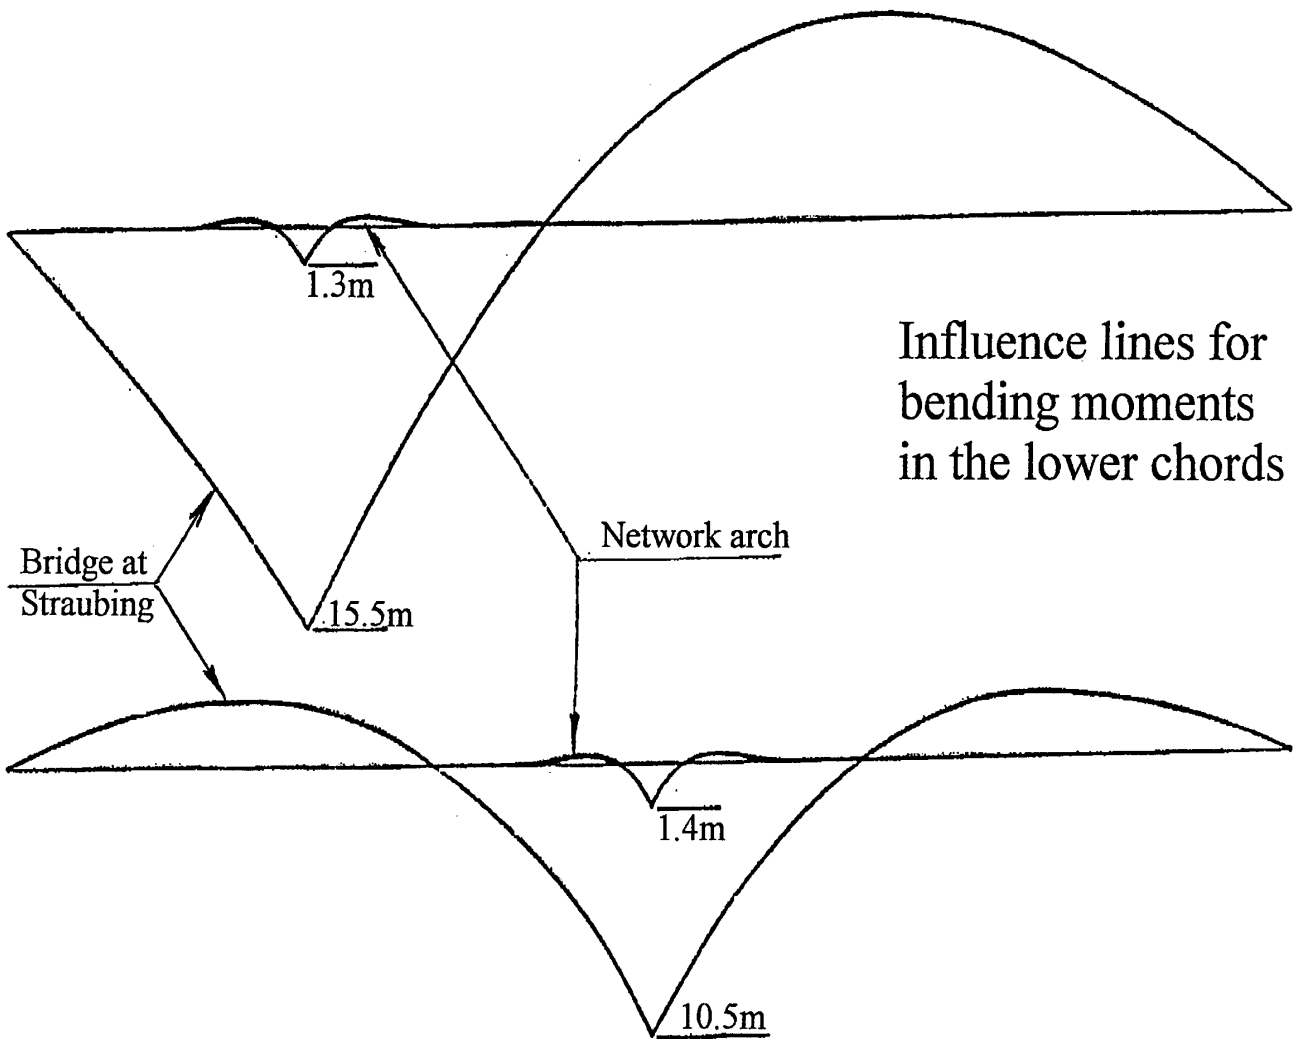 1.3m
Influence lines for
bending moments
in the lower chords
Network arch
Bridge at
Straubing
15.5m
1.4m
10.5m